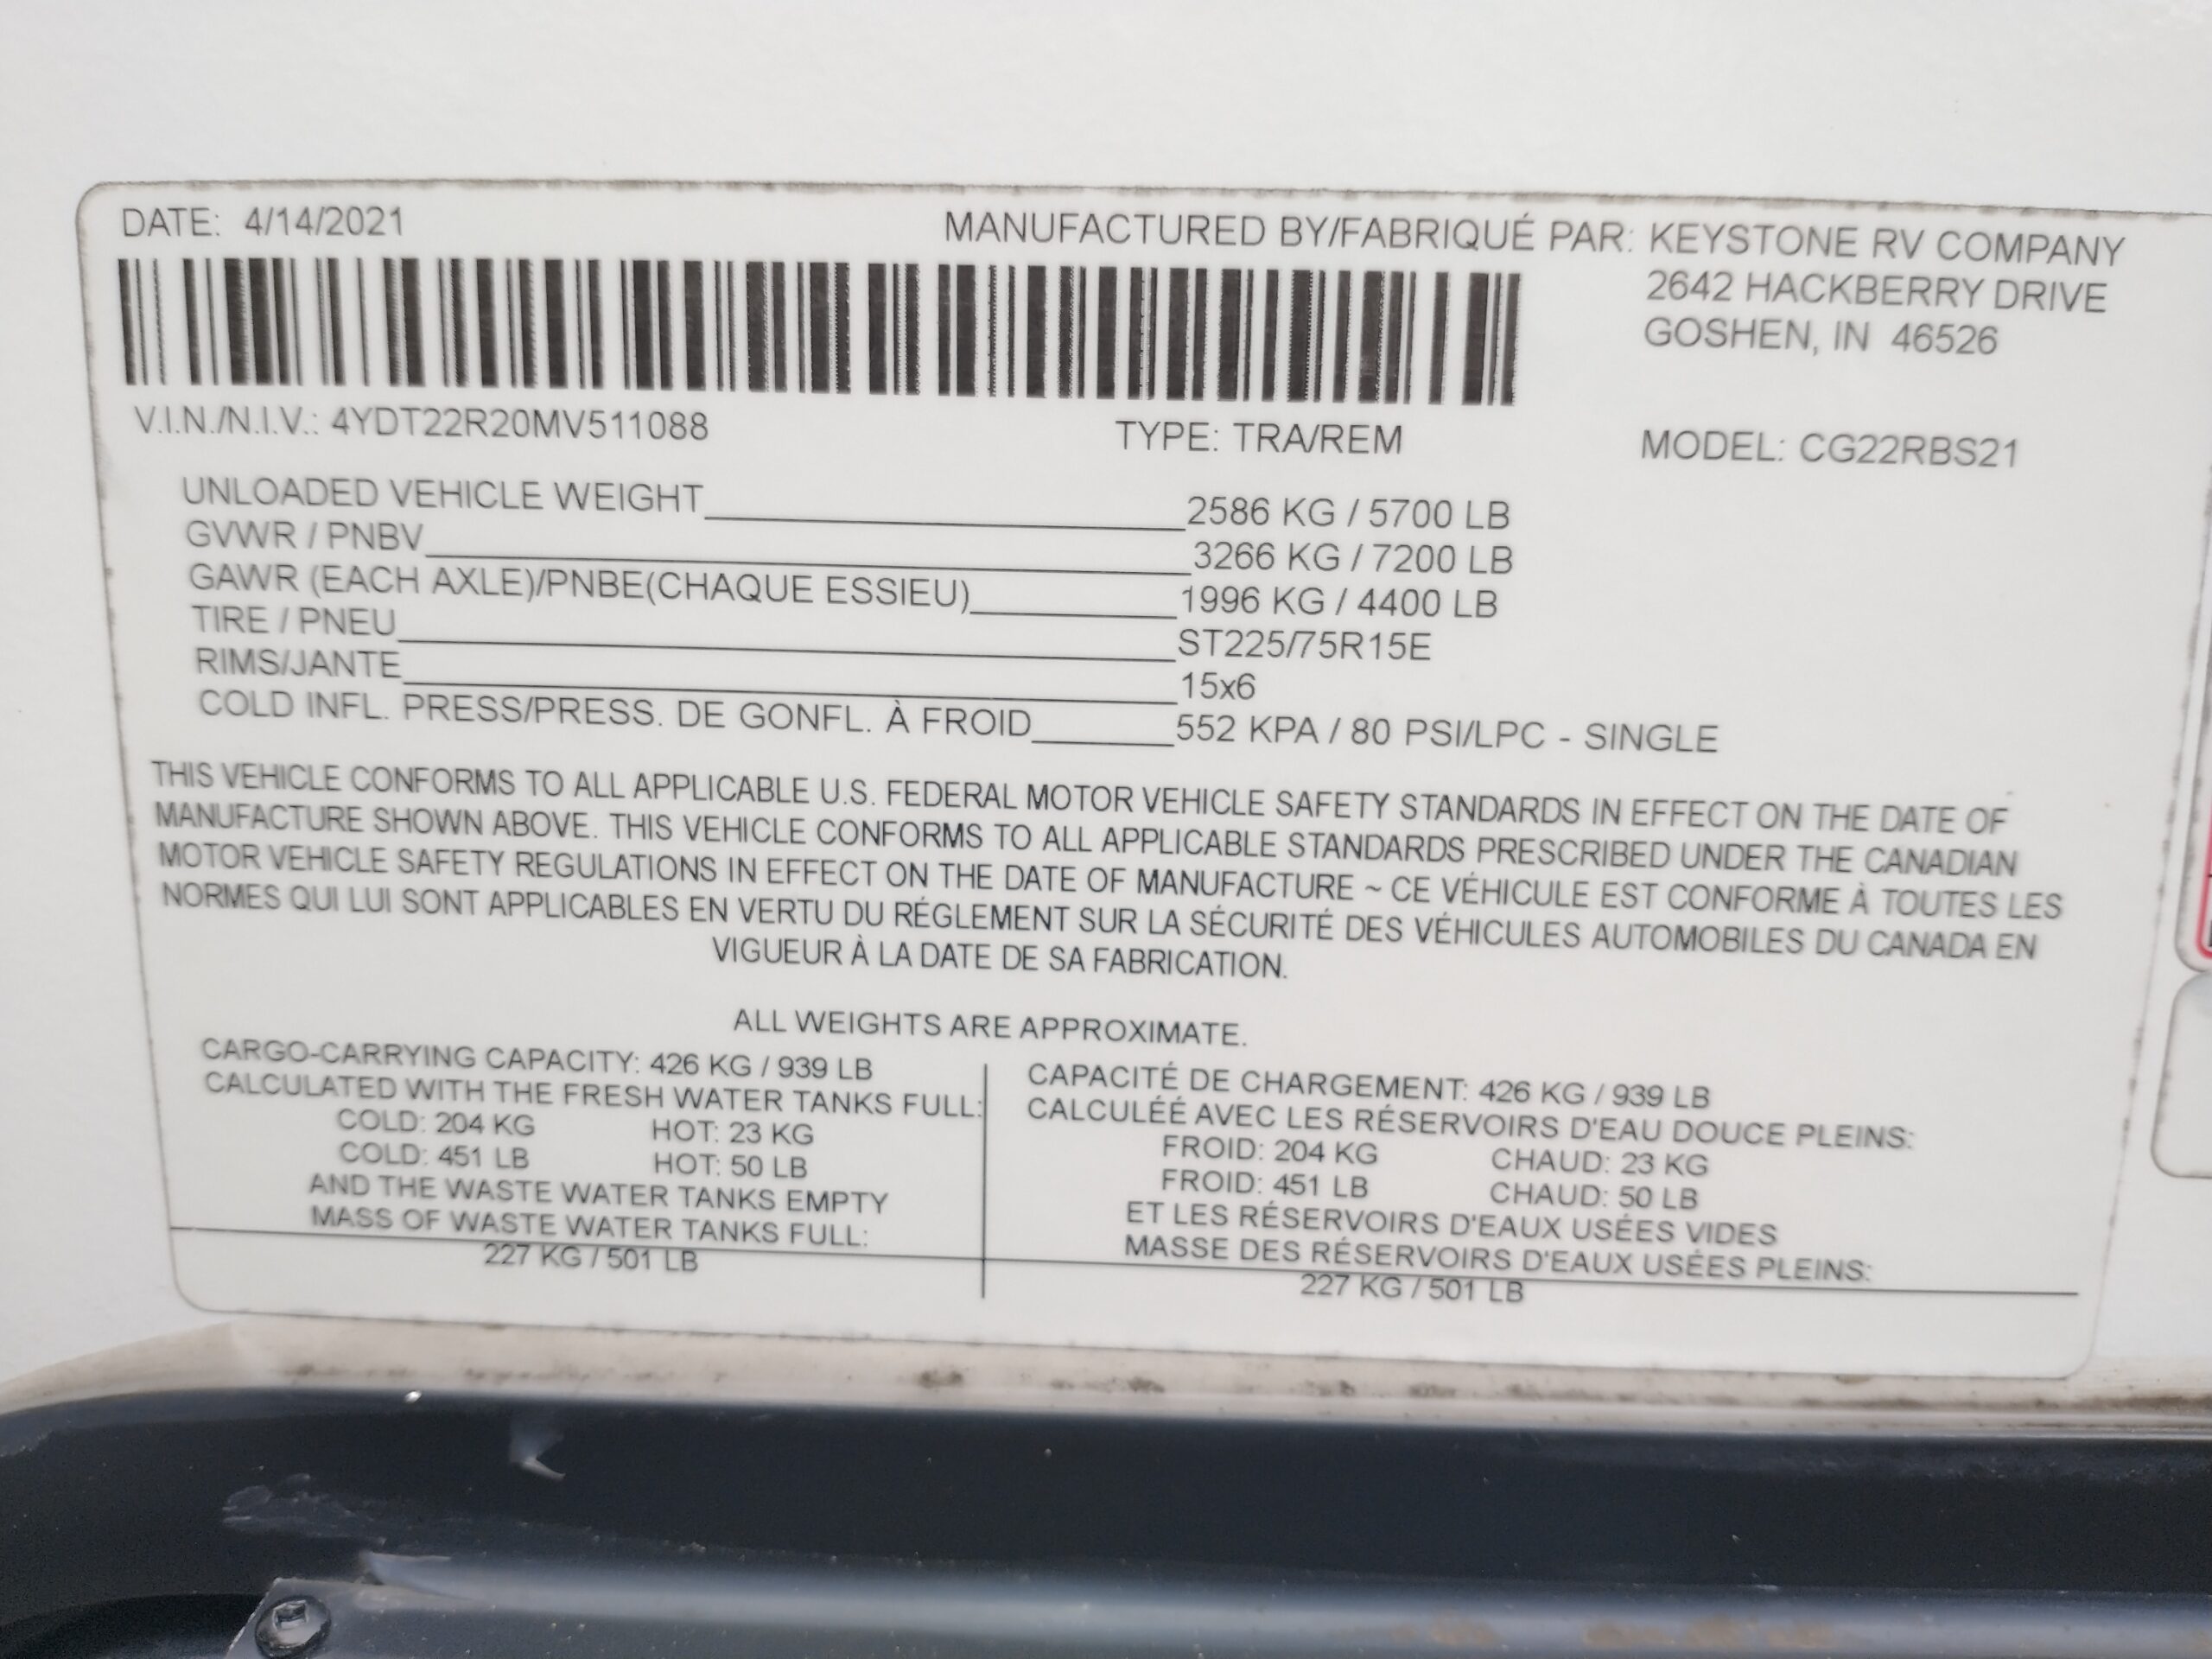 DATE: 4/14/2021
MANUFACTURED BY/FABRIQUÉ PAR: KEYSTONE RV COMPANY
2642 HACKBERRY DRIVE
GOSHEN, IN 46526
V.I.N./N.I.V.: 4YDT22R20MV511088
TYPE: TRA/REM
MODEL: CG22RBS21
UNLOADED VEHICLE WEIGHT 2586 KG / 5700 LB
GVWR / PNBV 3266 KG / 7200 LB
GAWR (EACH AXLE)/PNBE(CHAQUE ESSIEU) 1996 KG / 4400 LB
TIRE / PNEU ST225/75R15E
RIMS/JANTE 15x6
COLD INFL. PRESS/PRESS. DE GONFL. À FROID 552 KPA / 80 PSI/LPC - SINGLE
THIS VEHICLE CONFORMS TO ALL APPLICABLE U.S. FEDERAL MOTOR VEHICLE SAFETY STANDARDS IN EFFECT ON THE DATE OF
MANUFACTURE SHOWN ABOVE. THIS VEHICLE CONFORMS TO ALL APPLICABLE STANDARDS PRESCRIBED UNDER THE CANADIAN
MOTOR VEHICLE SAFETY REGULATIONS IN EFFECT ON THE DATE OF MANUFACTURE ~ CE VÉHICULE EST CONFORME À TOUTES LES
NORMES QUI LUI SONT APPLICABLES EN VERTU DU RÉGLEMENT SUR LA SÉCURITÉ DES VÉHICULES AUTOMOBILES DU CANADA EN
VIGUEUR À LA DATE DE SA FABRICATION.
ALL WEIGHTS ARE APPROXIMATE.
CARGO-CARRYING CAPACITY: 426 KG / 939 LB
CALCULATED WITH THE FRESH WATER TANKS FULL:
COLD: 204 KG HOT: 23 KG
COLD: 451 LB HOT: 50 LB
AND THE WASTE WATER TANKS EMPTY
MASS OF WASTE WATER TANKS FULL:
227 KG / 501 LB
CAPACITÉ DE CHARGEMENT: 426 KG / 939 LB
CALCULÉÉ AVEC LES RÉSERVOIRS D'EAU DOUCE PLEINS:
FROID: 204 KG CHAUD: 23 KG
FROID: 451 LB CHAUD: 50 LB
ET LES RÉSERVOIRS D'EAUX USÉES VIDES
MASSE DES RÉSERVOIRS D'EAUX USÉES PLEINS:
227 KG / 501 LB